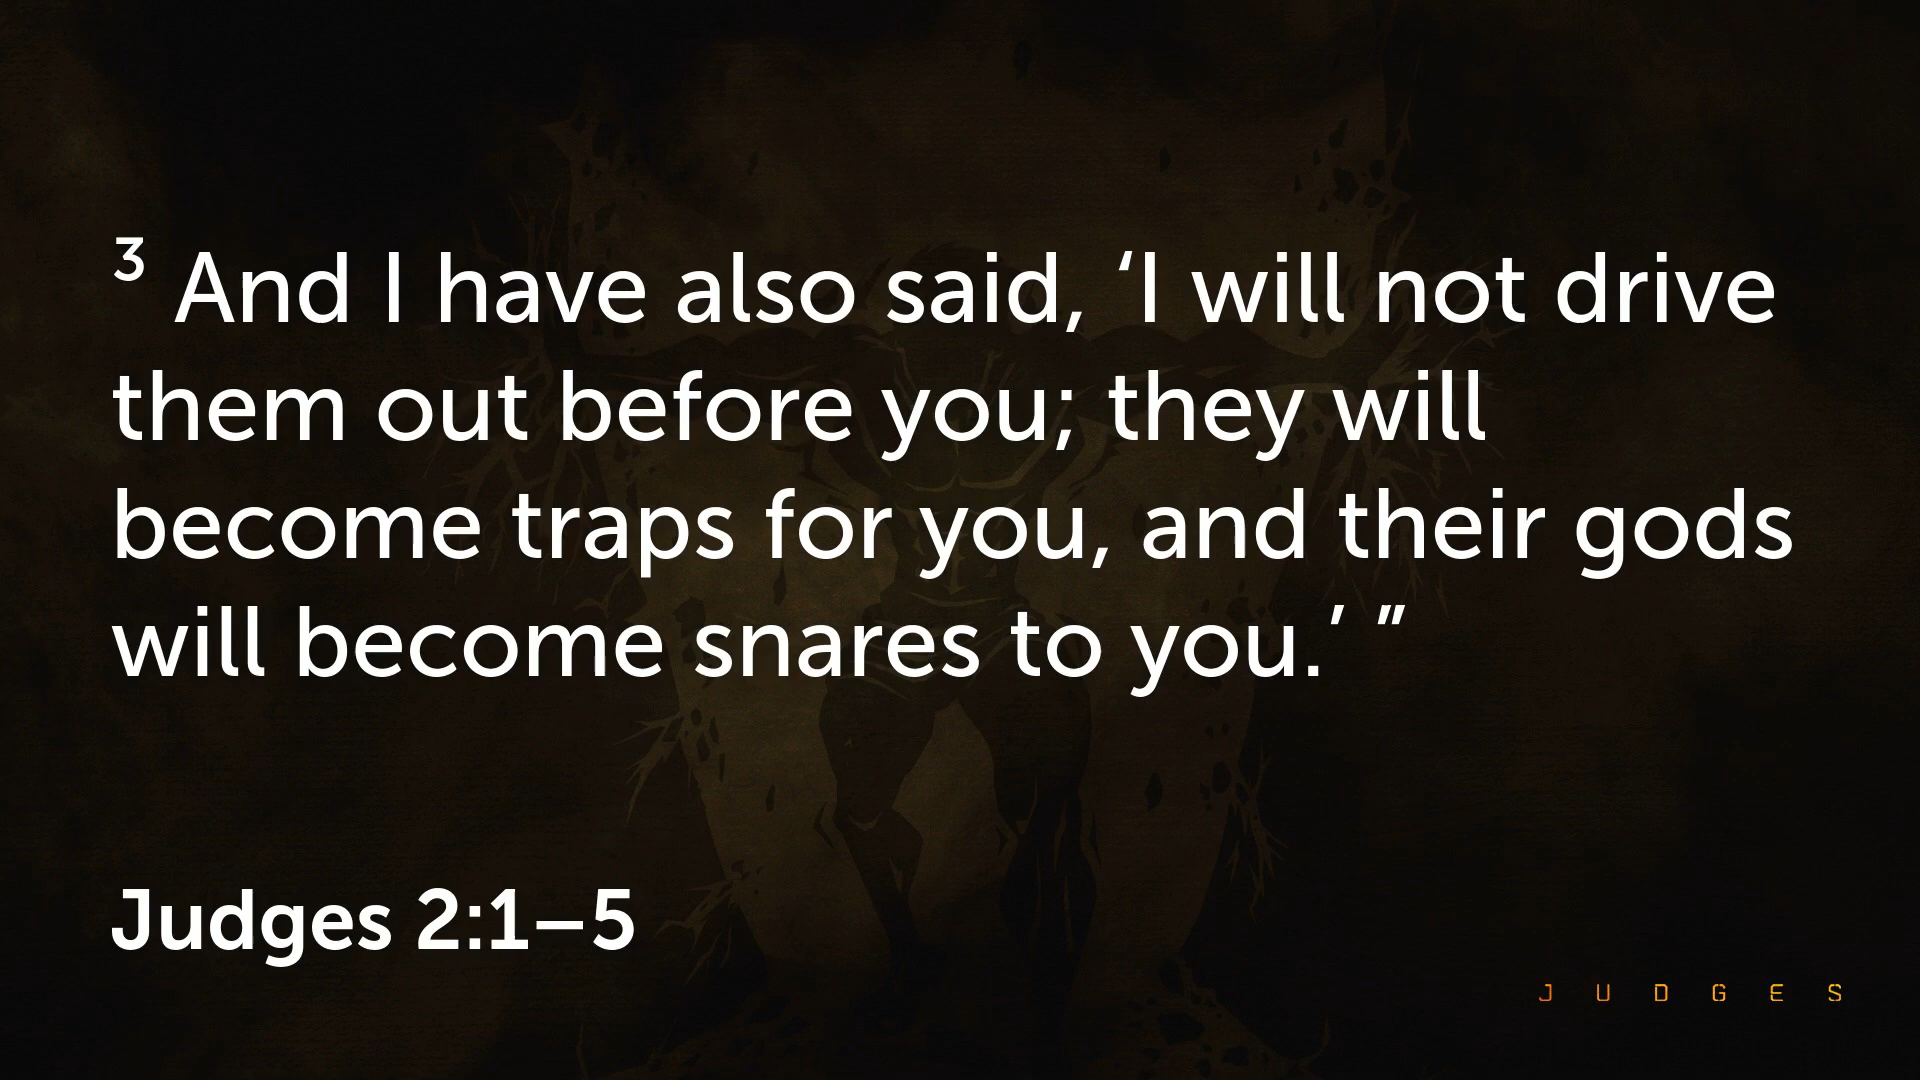 ³ And I have also said, ‘I will not drive
them out before you; they will
become traps for you, and their gods
will become snares to you.’ ”
Judges 2:1–5
JUDGES